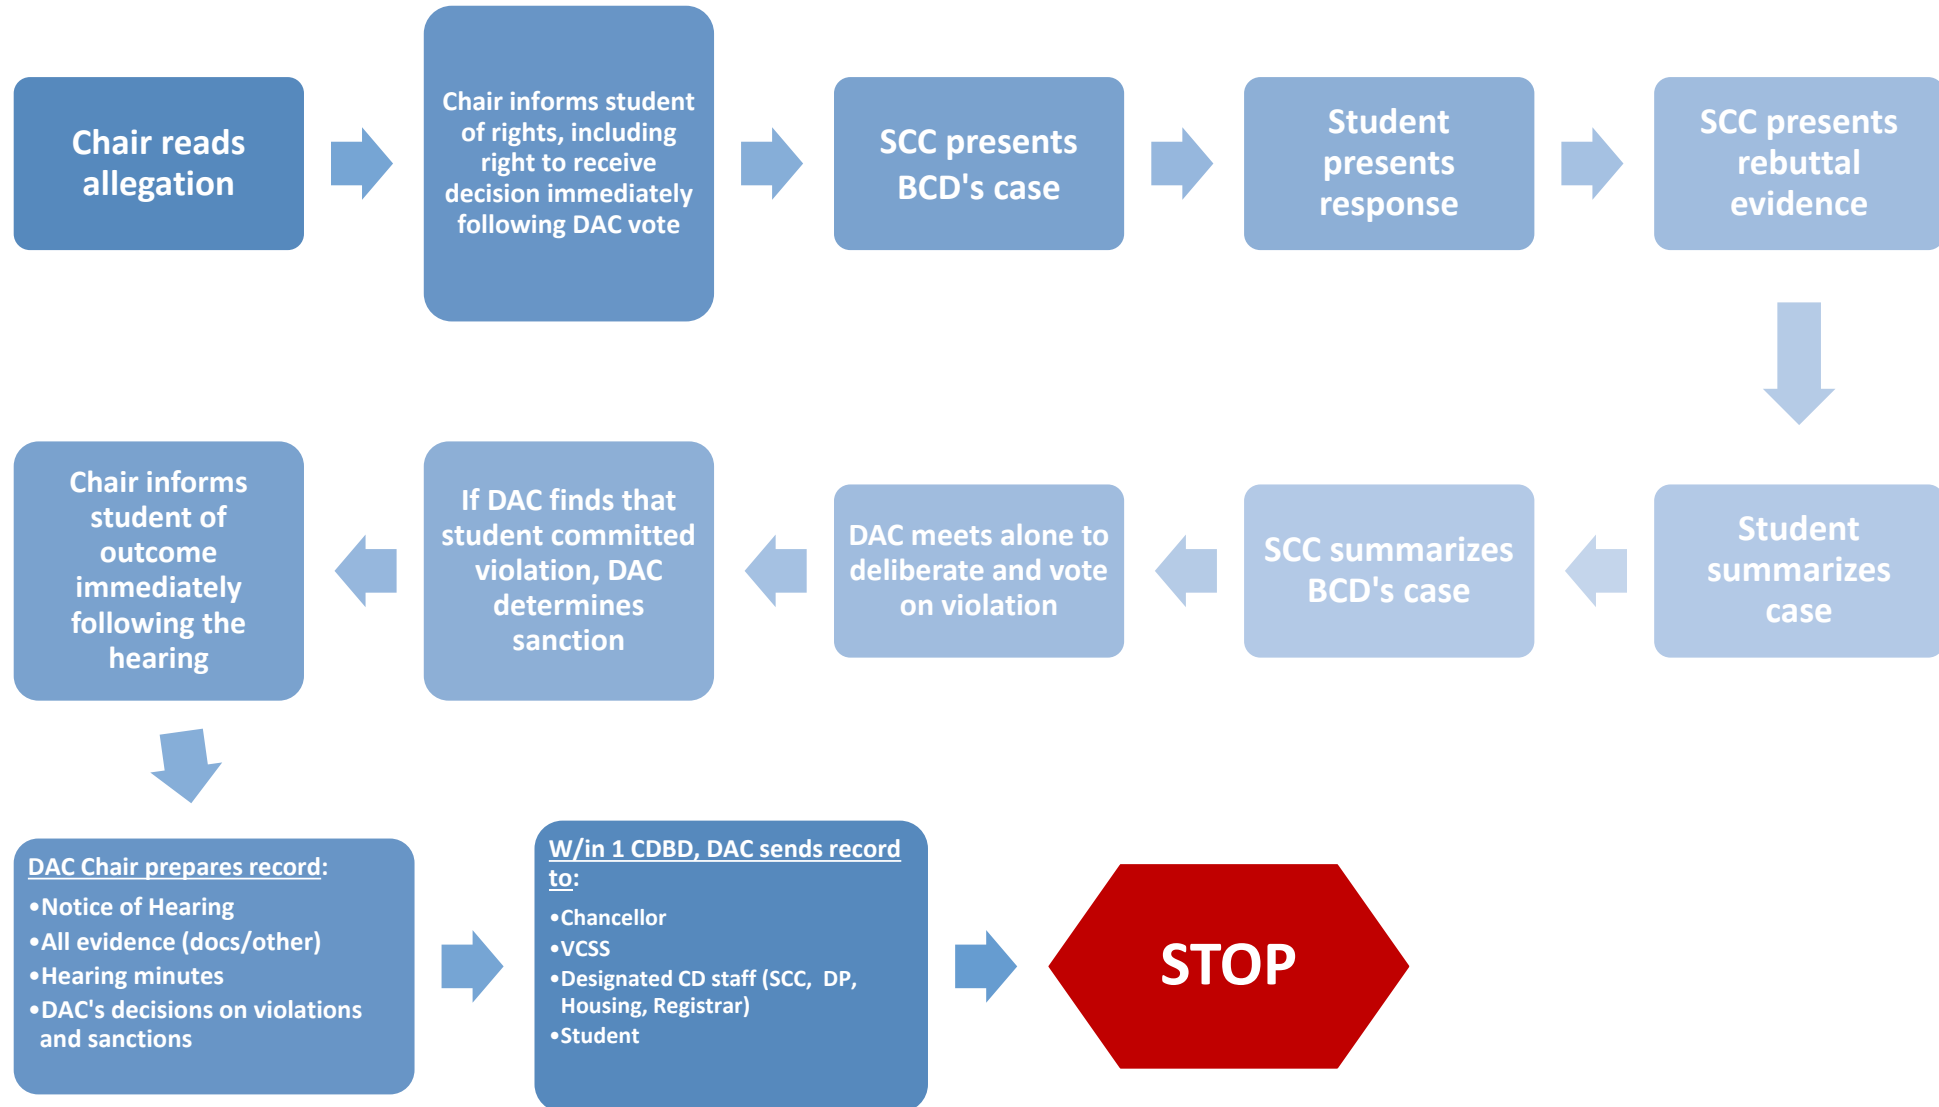 Chair reads
allegation
Chair informs student
of rights, including
right to receive
decision immediately
following DAC vote
SCC presents
BCD's case
Student
presents
response
SCC presents
rebuttal
evidence
Student
summarizes
case
SCC summarizes
BCD's case
DAC meets alone to
deliberate and vote
on violation
If DAC finds that
student committed
violation, DAC
determines
sanction
Chair informs
student of
outcome
immediately
following the
hearing
DAC Chair prepares record:
•Notice of Hearing
•All evidence (docs/other)
•Hearing minutes
•DAC's decisions on violations
and sanctions
W/in 1 CDBD, DAC sends record
to:
•Chancellor
•VCSS
•Designated CD staff (SCC, DP,
Housing, Registrar)
•Student
STOP